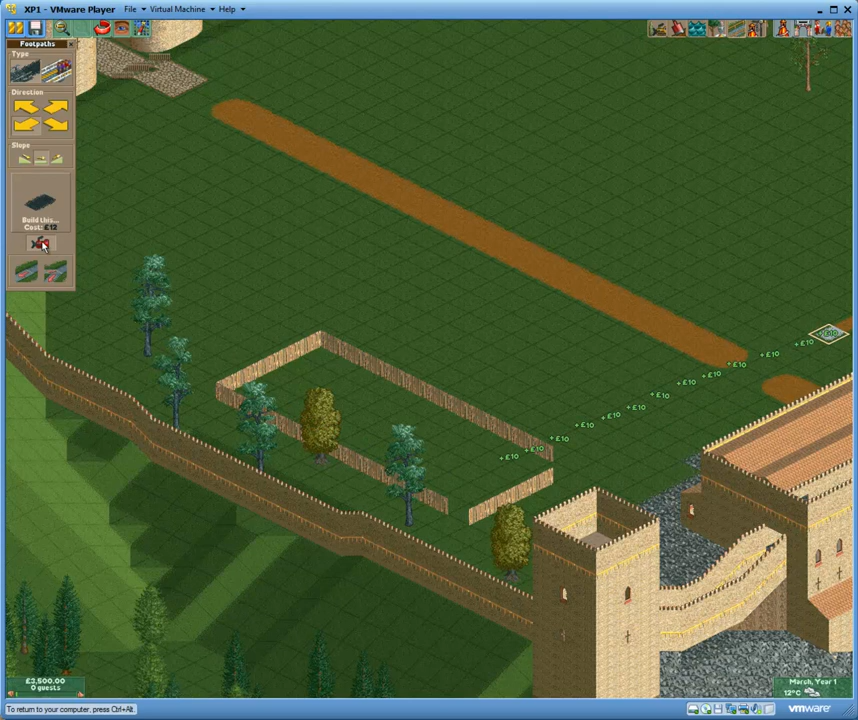 XP1 - VMware Player File Virtual Machine Help
Footpaths
Type
Direction
Slope
Build this...
Cost: £12
+£10
+£10
+£10
+£10
+£10
+£10
+£10
+£10
+£10
+£10
+£10
+£10
+£10
+£10
£3,500.00
0 guests
March, Year 1
12°C
To return to your computer, press Ctrl+Alt.
vmware